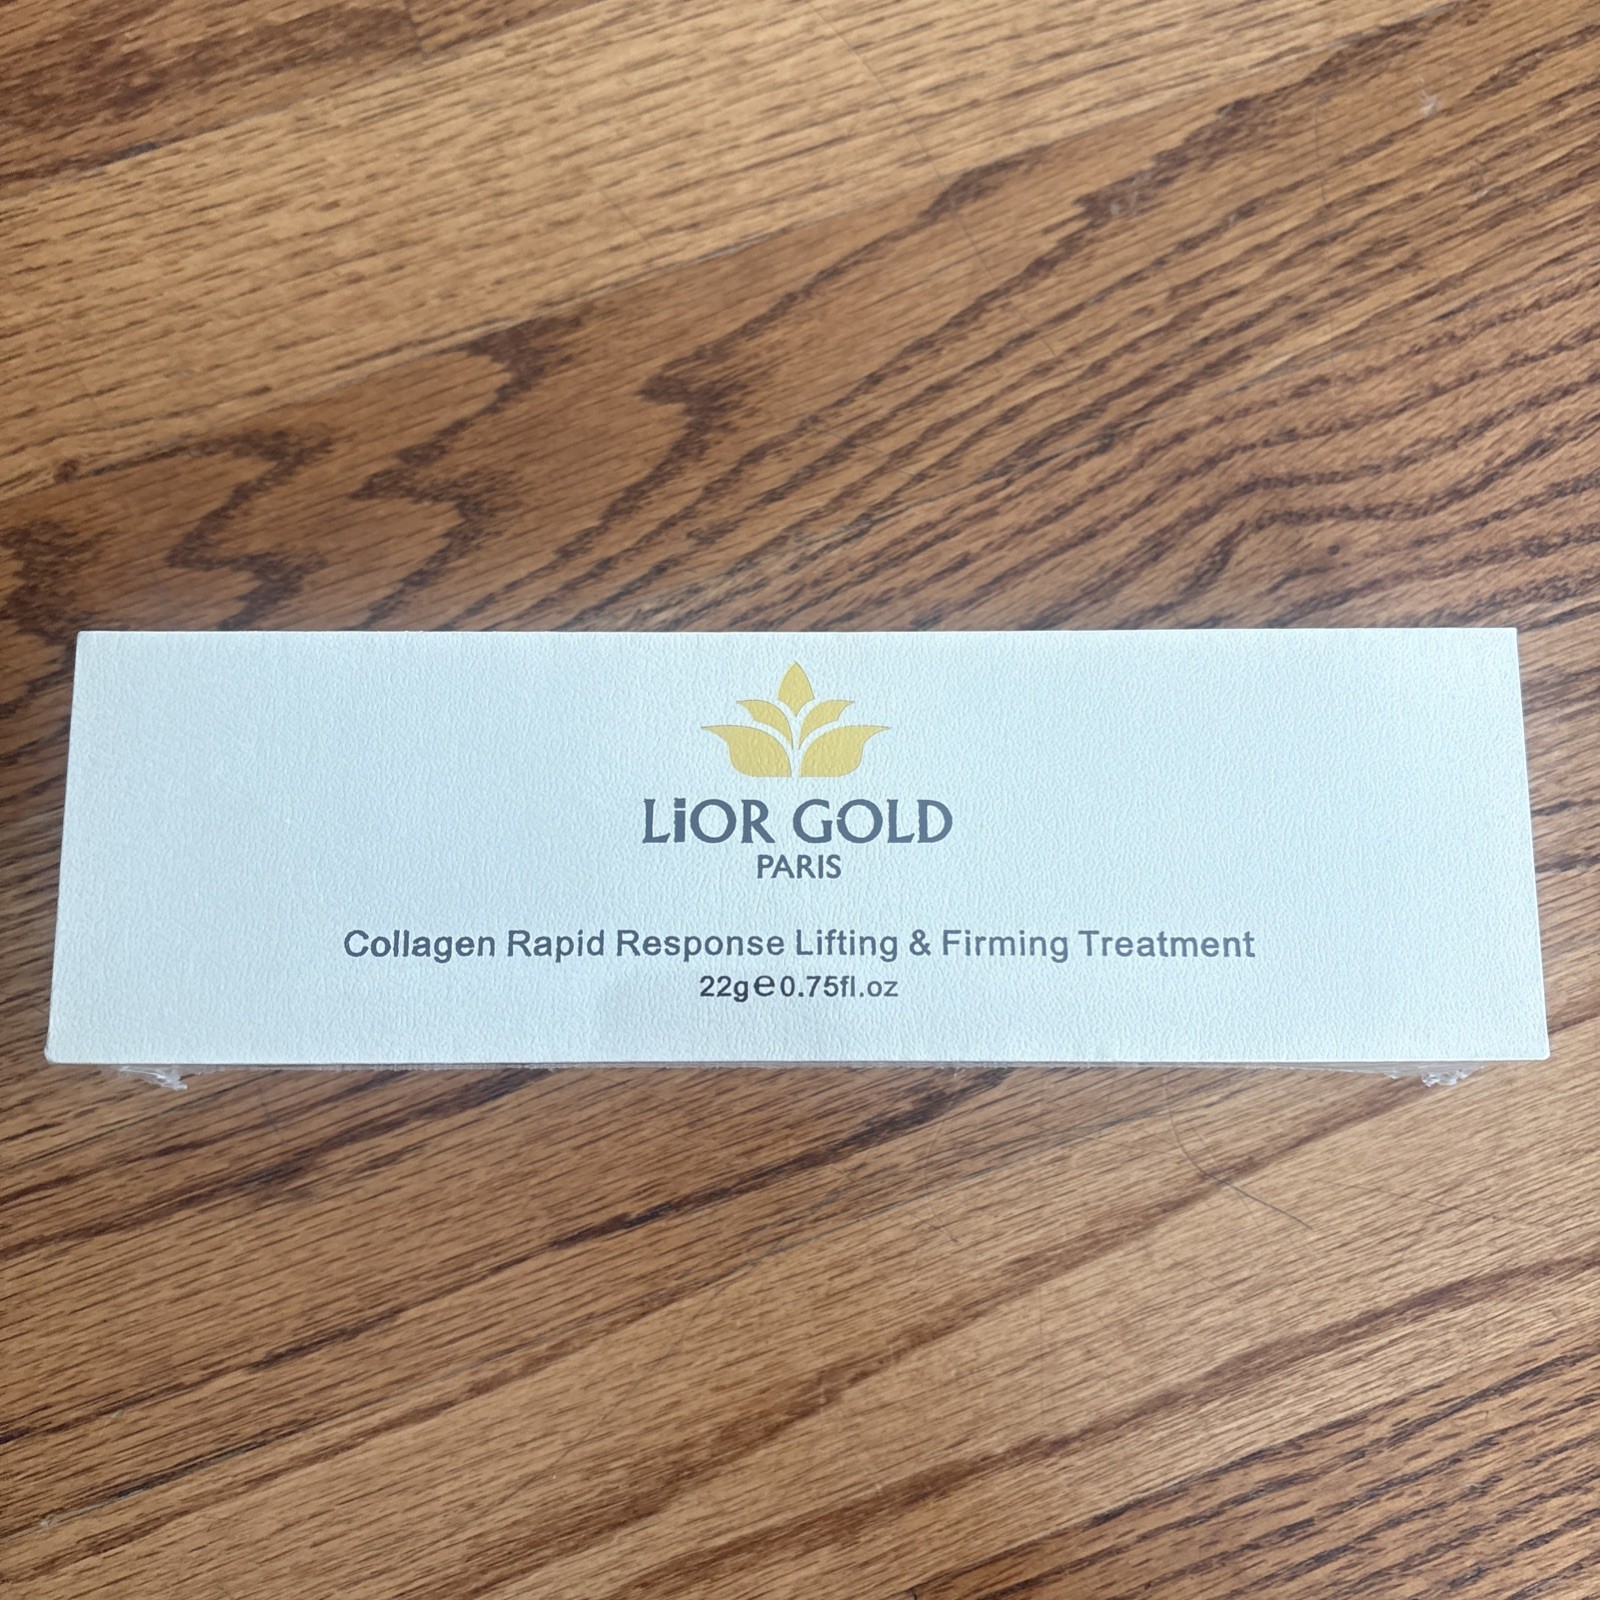 LiOR GOLD
PARIS
Collagen Rapid Response Lifting & Firming Treatment
22g℮0.75fl.oz